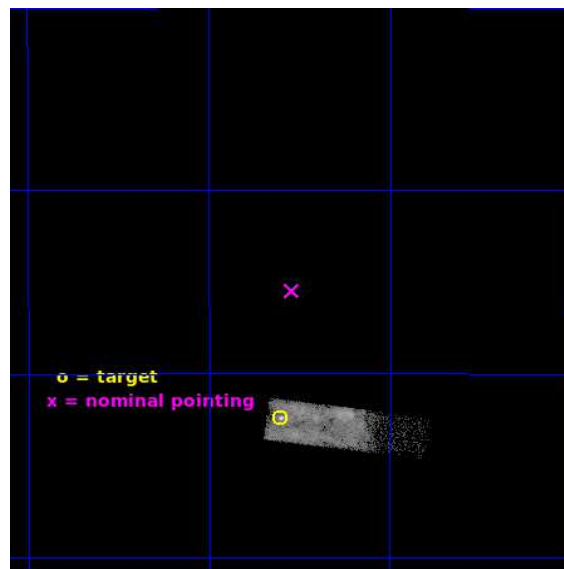 o = target
x = nominal pointing